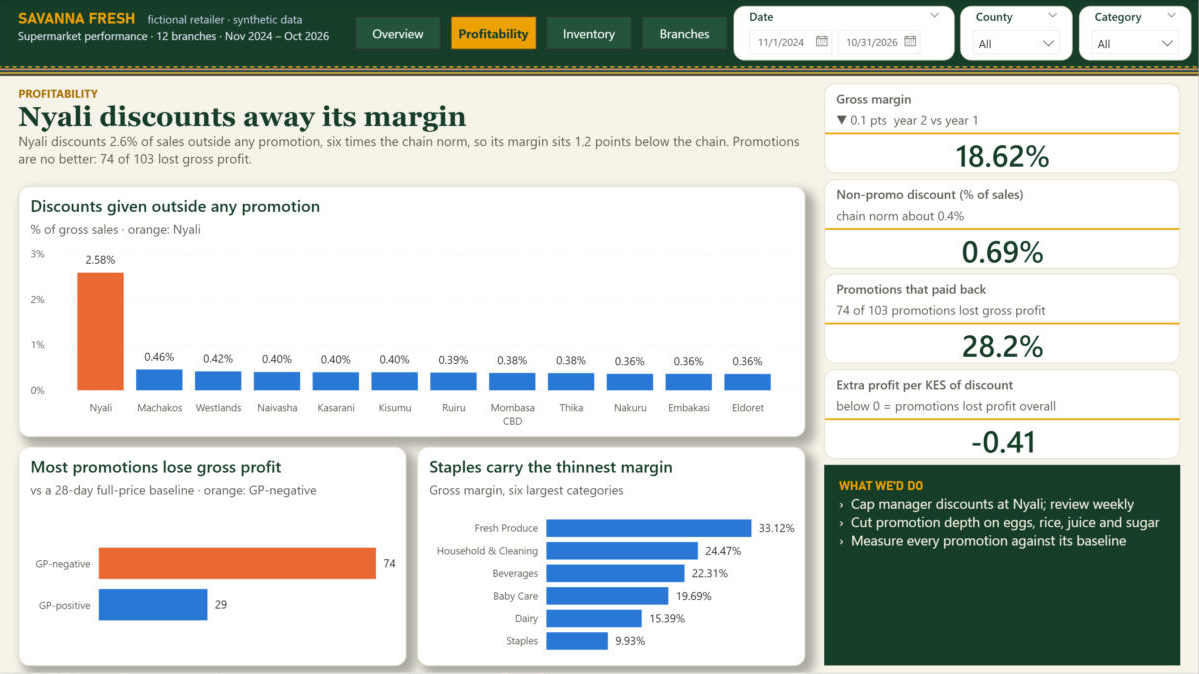 SAVANNA FRESH fictional retailer · synthetic data
Supermarket performance · 12 branches · Nov 2024 – Oct 2026
Overview
Profitability
Inventory
Branches
Date
11/1/2024
10/31/2026
County
All
Category
All
PROFITABILITY
Nyali discounts away its margin
Nyali discounts 2.6% of sales outside any promotion, six times the chain norm, so its margin sits 1.2 points below the chain. Promotions
are no better: 74 of 103 lost gross profit.
Discounts given outside any promotion
% of gross sales · orange: Nyali
3%
2%
1%
0%
2.58%
0.46%
0.42%
0.40%
0.40%
0.40%
0.39%
0.38%
0.38%
0.36%
0.36%
0.36%
Nyali
Machakos
Westlands
Naivasha
Kasarani
Kisumu
Ruiru
Mombasa
CBD
Thika
Nakuru
Embakasi
Eldoret
Most promotions lose gross profit
vs a 28-day full-price baseline · orange: GP-negative
GP-negative 74
GP-positive 29
Staples carry the thinnest margin
Gross margin, six largest categories
Fresh Produce 33.12%
Household & Cleaning 24.47%
Beverages 22.31%
Baby Care 19.69%
Dairy 15.39%
Staples 9.93%
Gross margin
▼ 0.1 pts year 2 vs year 1
18.62%
Non-promo discount (% of sales)
chain norm about 0.4%
0.69%
Promotions that paid back
74 of 103 promotions lost gross profit
28.2%
Extra profit per KES of discount
below 0 = promotions lost profit overall
-0.41
WHAT WE'D DO
› Cap manager discounts at Nyali; review weekly
› Cut promotion depth on eggs, rice, juice and sugar
› Measure every promotion against its baseline